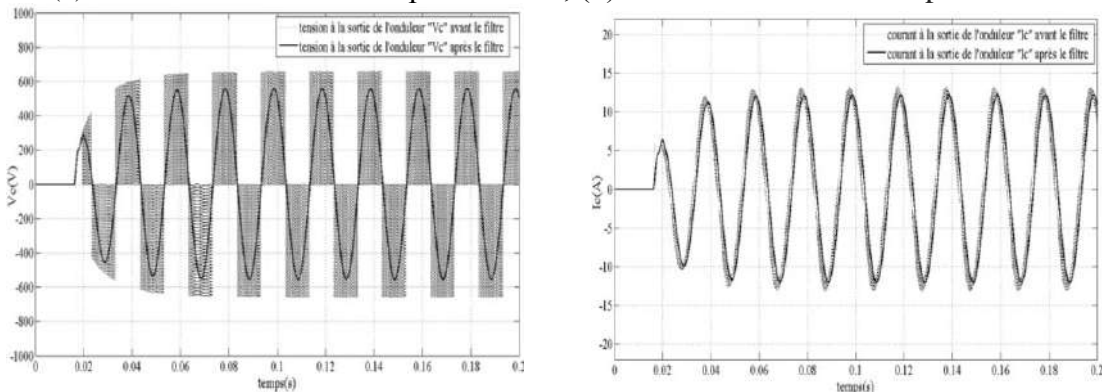 tension à la sortie de l'onduleur "Vc" avant le filtre
tension à la sortie de l'onduleur "Vc" après le filtre
1000
800
600
400
200
0
-200
-400
-600
-800
-1000
Vc(V)
0 0.02 0.04 0.06 0.08 0.1 0.12 0.14 0.16 0.18 0.2
temps(s)
courant à la sortie de l'onduleur "Ic" avant le filtre
courant à la sortie de l'onduleur "Ic" après le filtre
20
15
10
5
0
-5
-10
-15
-20
Ic(A)
0 0.02 0.04 0.06 0.08 0.1 0.12 0.14 0.16 0.18 0.2
temps(s)